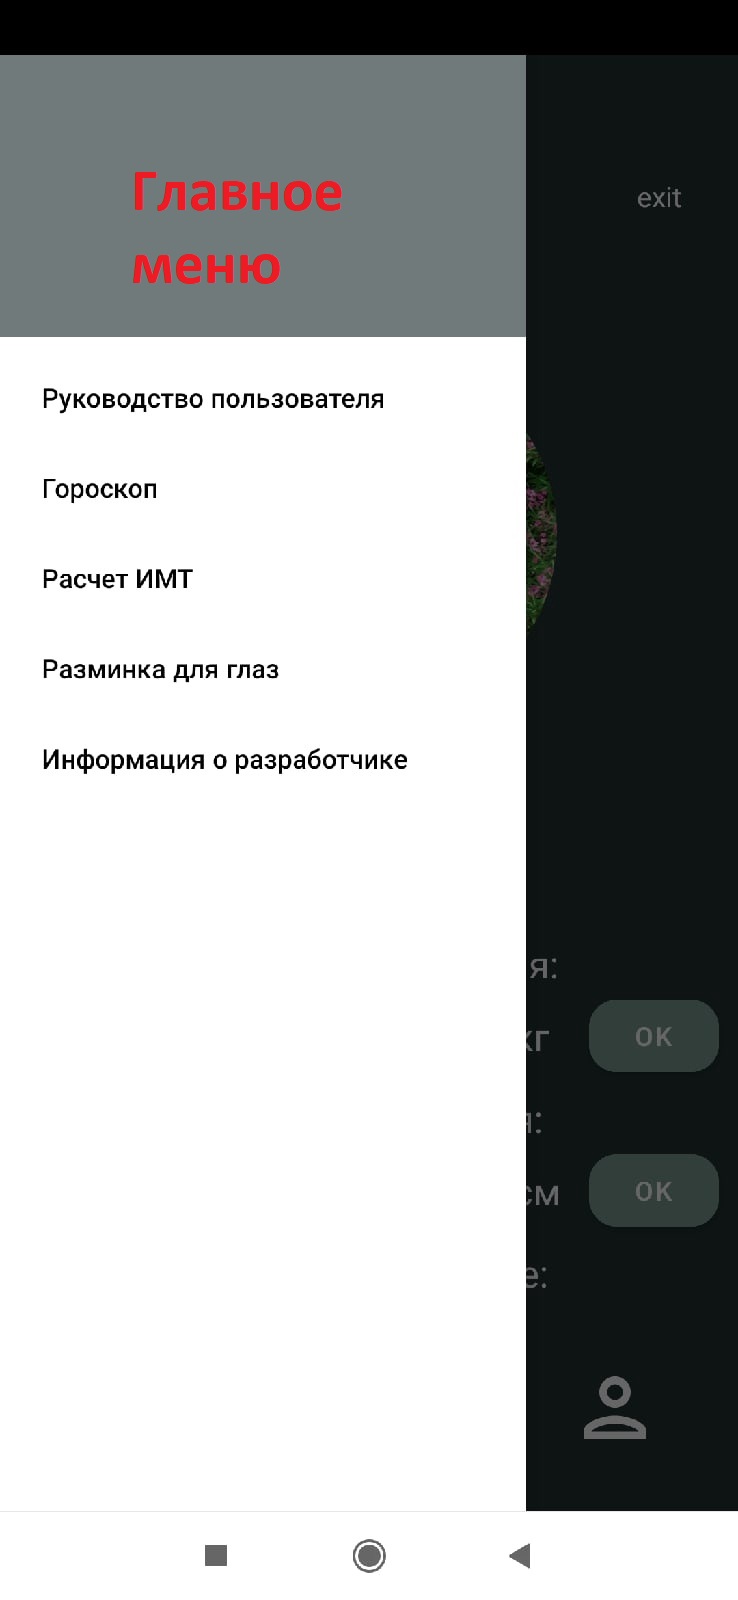 Главное
меню
exit
Руководство пользователя
Гороскоп
Расчет ИМТ
Разминка для глаз
Информация о разработчике
я:
кг
OK
я:
см
OK
е: